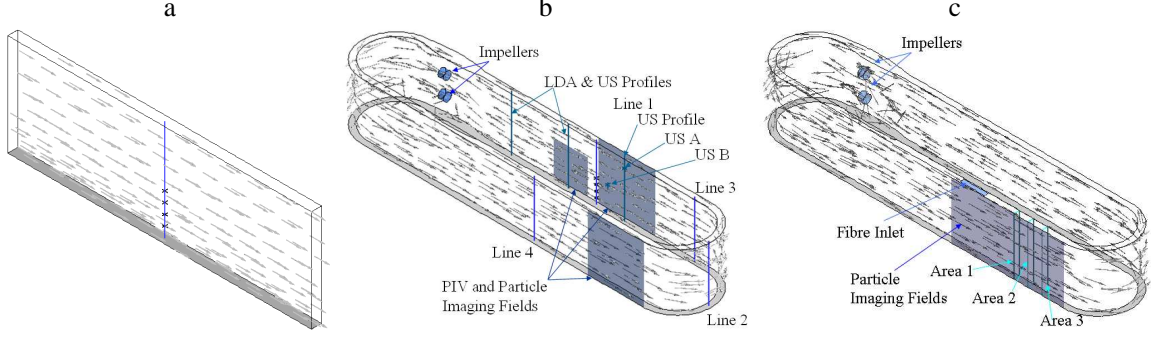 a
b
c
Impellers
LDA & US Profiles
Line 1
US Profile
US A
US B
Line 3
Line 4
PIV and Particle
Imaging Fields
Line 2
Impellers
Fibre Inlet
Particle
Imaging Fields
Area 1
Area 2
Area 3